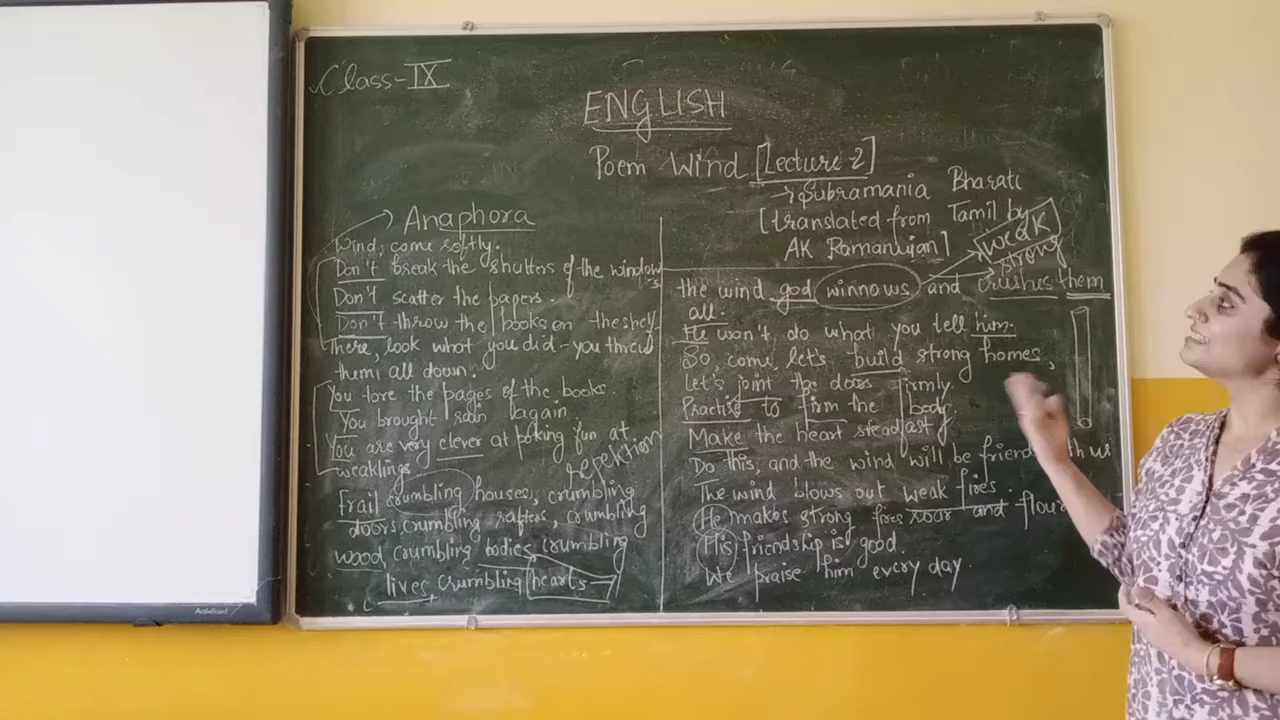 Class-IX
ENGLISH
Poem Wind [Lecture-2]
→ Subramania Bharati
[translated from Tamil by
AK Ramanujan]
→ Anaphora
Wind, come softly.
Don't break the shutters of the windows
Don't scatter the papers.
Don't throw the books on the shelf.
There, look what you did - you threw
them all down.
You tore the pages of the books.
You brought rain again.
You are very clever at poking fun at
weaklings
repetition
Frail crumbling houses, crumbling
doors crumbling rafters, crumbling
wood crumbling bodies crumbling
lives, crumbling hearts
weak
strong
the wind god winnows and crushes them
all.
He won't do what you tell him.
So, come, let's build strong homes,
Let's joint the doors firmly.
Practise to firm the body.
Make the heart steadfast
Do this, and the wind will be friend us
The wind blows out weak fires.
He makes strong fires roar and flour
His friendship is good.
We praise him every day.
ActivBoard